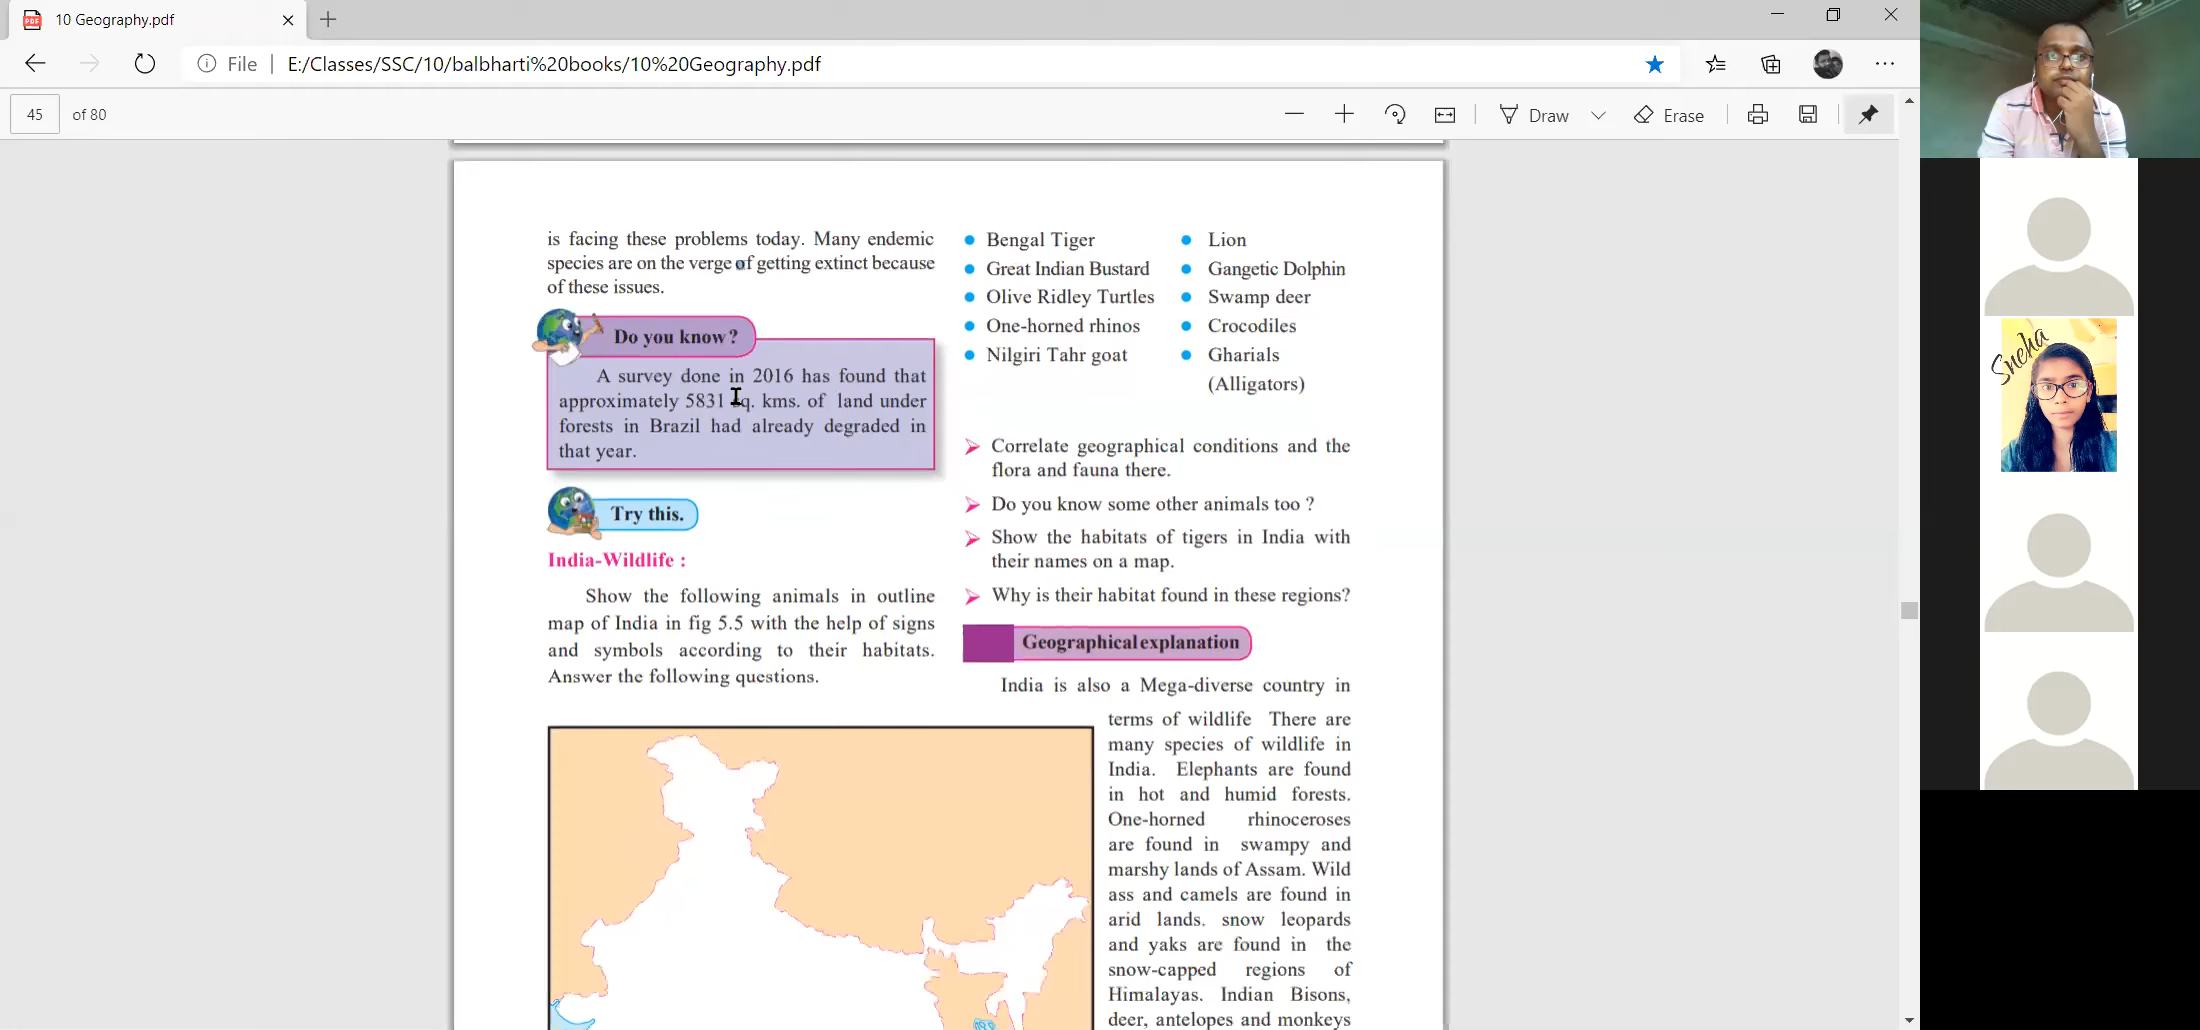 10 Geography.pdf
File | E:/Classes/SSC/10/balbharti%20books/10%20Geography.pdf
45 of 80
Draw
Erase
is facing these problems today. Many endemic
species are on the verge of getting extinct because
of these issues.
Do you know?
A survey done in 2016 has found that
approximately 5831 sq. kms. of land under
forests in Brazil had already degraded in
that year.
Try this.
India-Wildlife :
Show the following animals in outline
map of India in fig 5.5 with the help of signs
and symbols according to their habitats.
Answer the following questions.
Bengal Tiger
Great Indian Bustard
Olive Ridley Turtles
One-horned rhinos
Nilgiri Tahr goat
Lion
Gangetic Dolphin
Swamp deer
Crocodiles
Gharials
(Alligators)
Correlate geographical conditions and the
flora and fauna there.
Do you know some other animals too ?
Show the habitats of tigers in India with
their names on a map.
Why is their habitat found in these regions?
Geographical explanation
India is also a Mega-diverse country in
terms of wildlife There are
many species of wildlife in
India. Elephants are found
in hot and humid forests.
One-horned rhinoceroses
are found in swampy and
marshy lands of Assam. Wild
ass and camels are found in
arid lands. snow leopards
and yaks are found in the
snow-capped regions of
Himalayas. Indian Bisons,
deer, antelopes and monkeys
Sneha